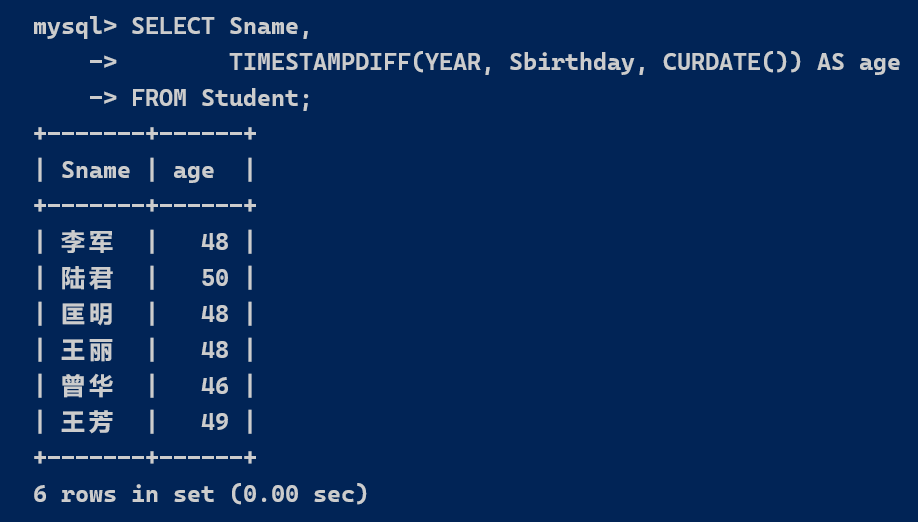 mysql> SELECT Sname,
    ->        TIMESTAMPDIFF(YEAR, Sbirthday, CURDATE()) AS age
    -> FROM Student;
+-------+------+
| Sname | age  |
+-------+------+
| 李军  |   48 |
| 陆君  |   50 |
| 匡明  |   48 |
| 王丽  |   48 |
| 曾华  |   46 |
| 王芳  |   49 |
+-------+------+
6 rows in set (0.00 sec)